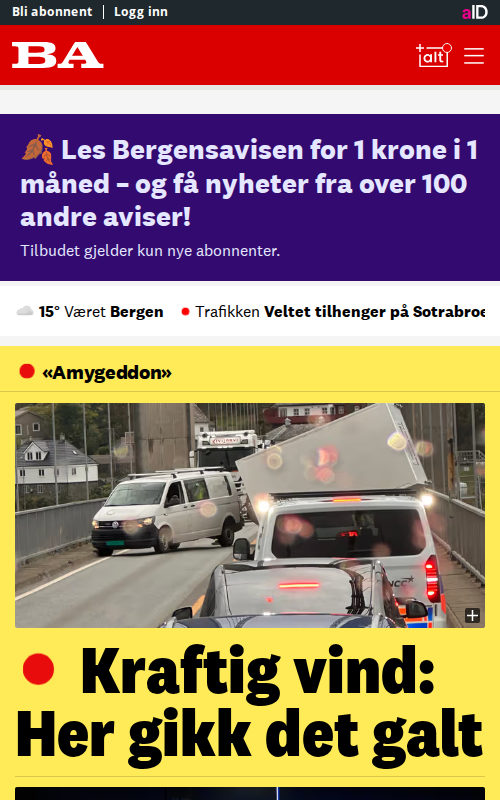 Bli abonnent | Logg inn
aID
BA
+alt
Les Bergensavisen for 1 krone i 1
måned – og få nyheter fra over 100
andre aviser!
Tilbudet gjelder kun nye abonnenter.
15° Været Bergen
Trafikken Veltet tilhenger på Sotrabroe
«Amygeddon»
Kraftig vind:
Her gikk det galt